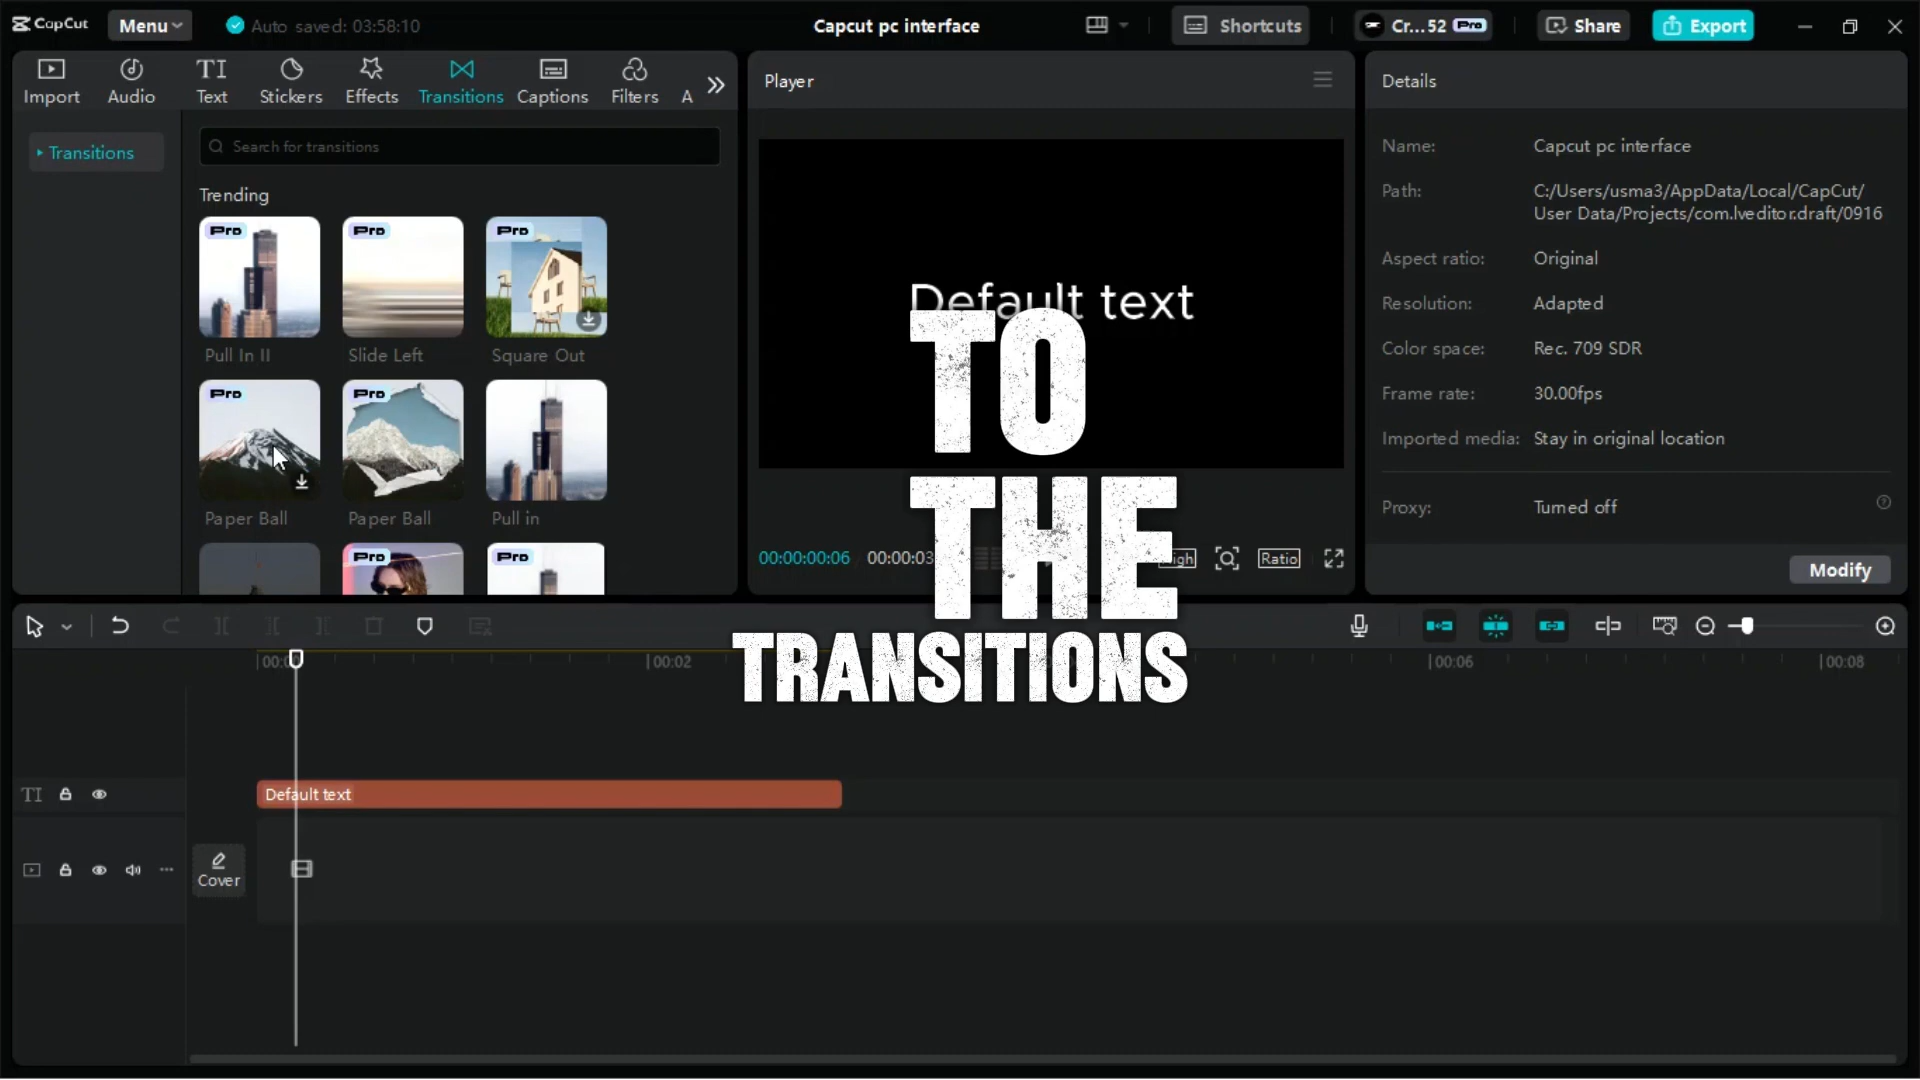 CapCut
Menu
Auto saved: 03:58:10
Capcut pc interface
Shortcuts
Cr...52 Pro
Share
Export
Import
Audio
TI
Text
Stickers
Effects
Transitions
Captions
Filters
A
Transitions
Search for transitions
Trending
Pro
Pro
Pro
Pull In II
Slide Left
Square Out
Pro
Pro
Paper Ball
Paper Ball
Pull in
Pro
Pro
Player
Default text
TO
THE
TRANSITIONS
00:00:00:06
00:00:03
Ratio
Details
Name: Capcut pc interface
Path: C:/Users/usma3/AppData/Local/CapCut/
User Data/Projects/com.lveditor.draft/0916
Aspect ratio: Original
Resolution: Adapted
Color space: Rec. 709 SDR
Frame rate: 30.00fps
Imported media: Stay in original location
Proxy: Turned off
Modify
00:02
00:06
00:08
TI
Default text
Cover